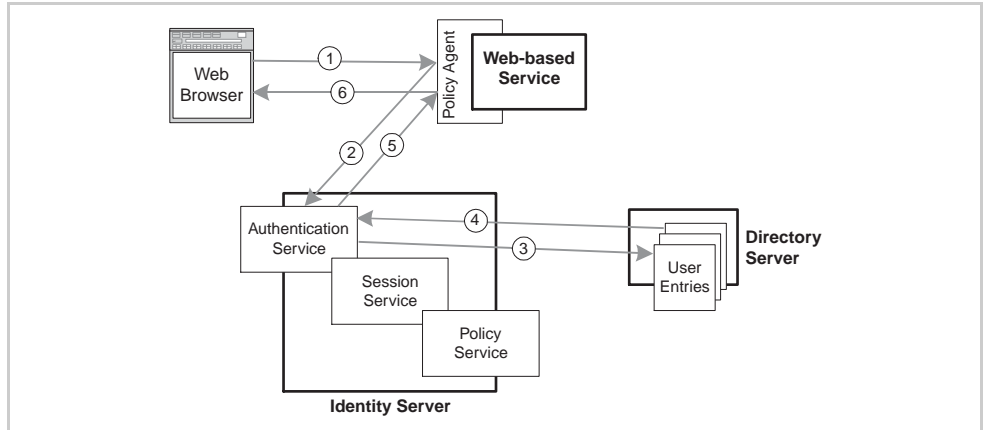 Web
Browser
1
6
Policy Agent
Web-based
Service
2
5
Authentication
Service
4
3
User
Entries
Directory
Server
Session
Service
Policy
Service
Identity Server